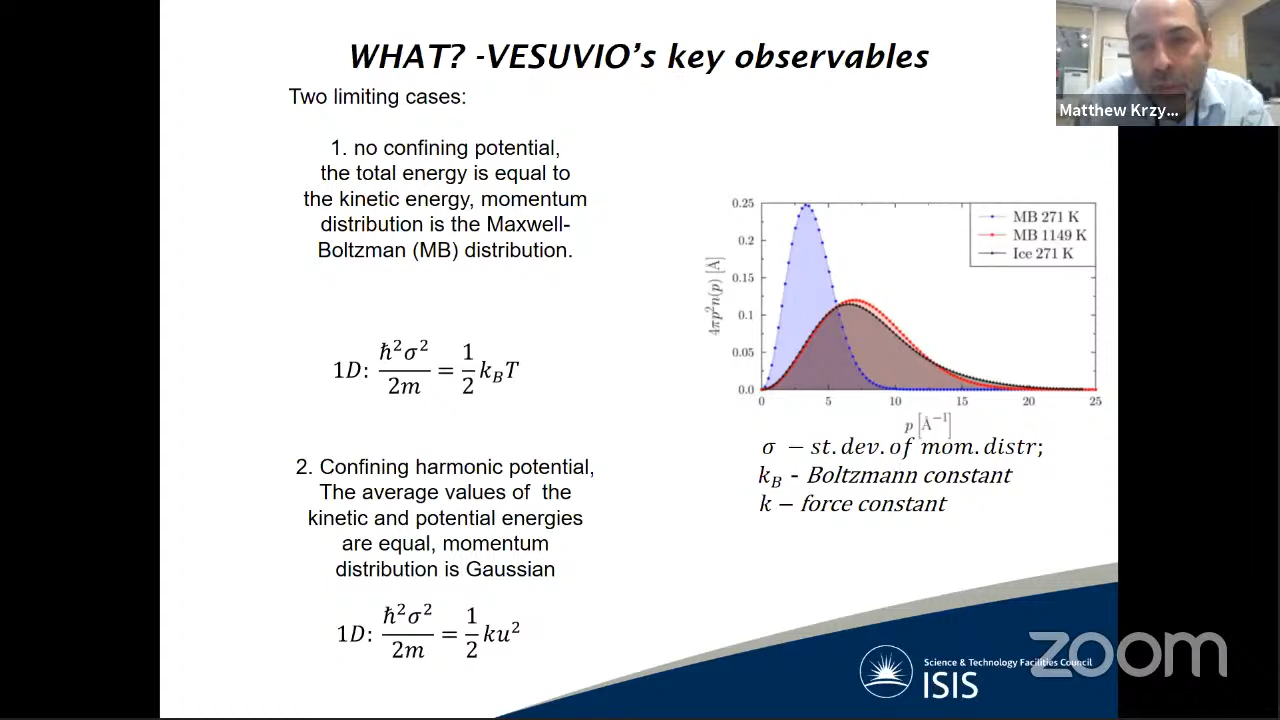 WHAT? -VESUVIO's key observables
Two limiting cases:
1. no confining potential,
the total energy is equal to
the kinetic energy, momentum
distribution is the Maxwell-
Boltzman (MB) distribution.
1D: ℏ²σ²/2m = 1/2 k_BT
2. Confining harmonic potential,
The average values of the
kinetic and potential energies
are equal, momentum
distribution is Gaussian
1D: ℏ²σ²/2m = 1/2 ku²
Matthew Krzy...
0.25
0.2
0.15
0.1
0.05
0.0
4πp²n(p) [Å]
MB 271 K
MB 1149 K
Ice 271 K
0 5 10 15 20 25
p [Å⁻¹]
σ – st.dev.of mom.distr;
k_B - Boltzmann constant
k – force constant
Science & Technology Facilities Council
ISIS
zoom